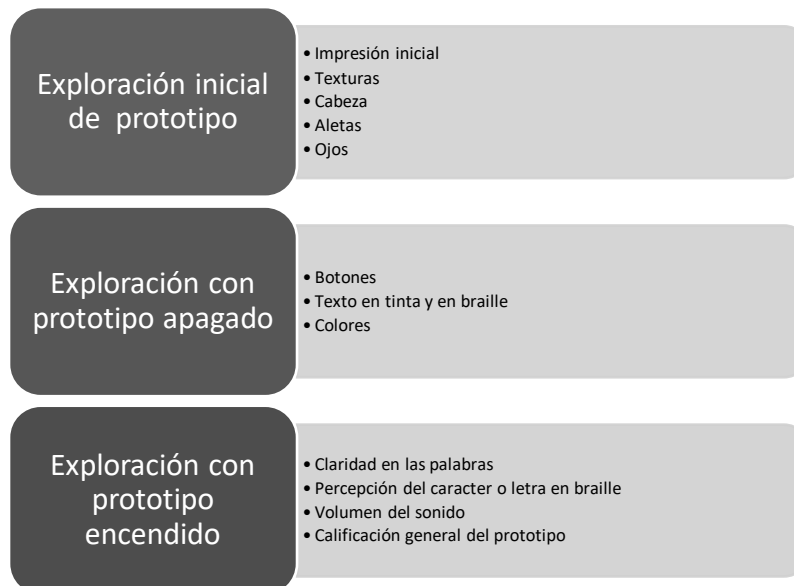 Exploración inicial
de prototipo
• Impresión inicial
• Texturas
• Cabeza
• Aletas
• Ojos
Exploración con
prototipo apagado
• Botones
• Texto en tinta y en braille
• Colores
Exploración con
prototipo
encendido
• Claridad en las palabras
• Percepción del caracter o letra en braille
• Volumen del sonido
• Calificación general del prototipo